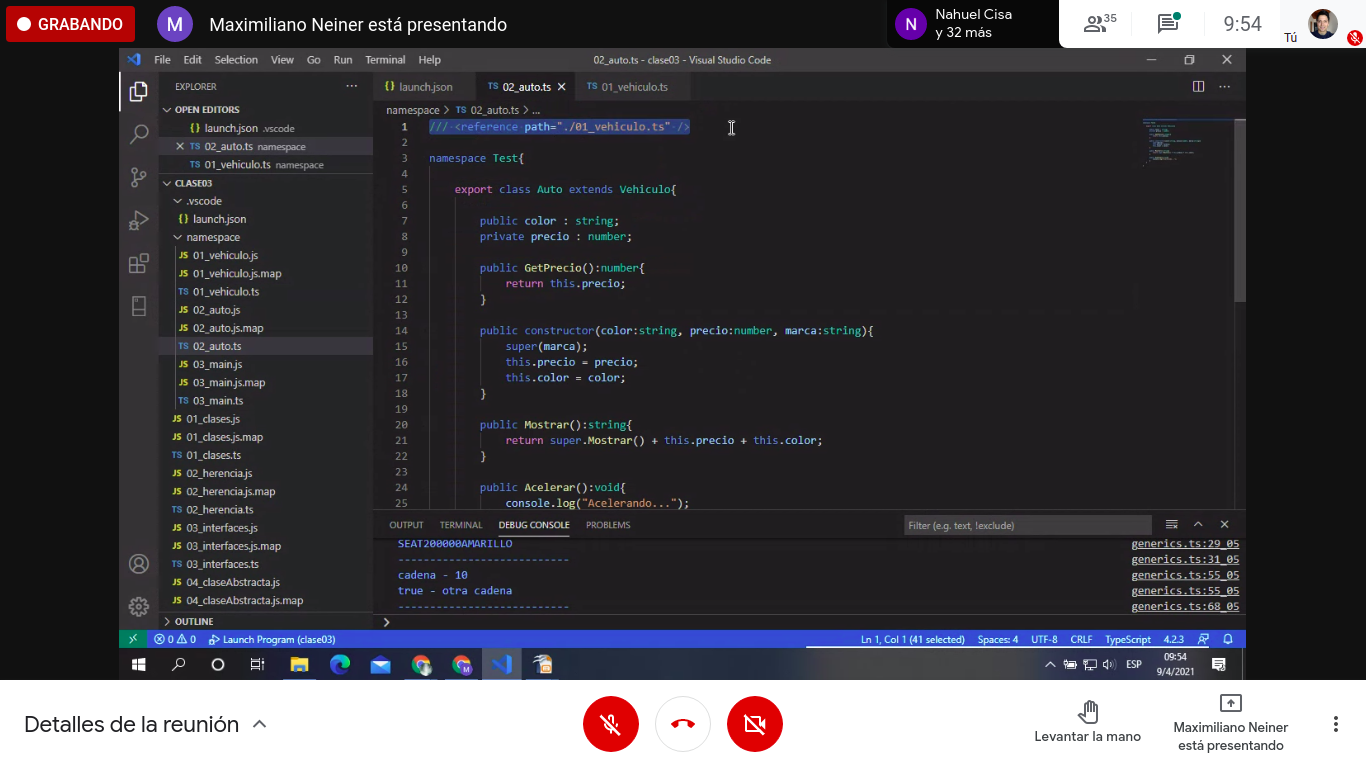 GRABANDO
M
Maximiliano Neiner está presentando
N
Nahuel Cisa
y 32 más
35
9:54
Tú
File Edit Selection View Go Run Terminal Help
02_auto.ts - clase03 - Visual Studio Code
EXPLORER
OPEN EDITORS
{} launch.json .vscode
TS 02_auto.ts namespace
TS 01_vehiculo.ts namespace
CLASE03
.vscode
{} launch.json
namespace
JS 01_vehiculo.js
JS 01_vehiculo.js.map
TS 01_vehiculo.ts
JS 02_auto.js
JS 02_auto.js.map
TS 02_auto.ts
JS 03_main.js
JS 03_main.js.map
TS 03_main.ts
JS 01_clases.js
JS 01_clases.js.map
TS 01_clases.ts
JS 02_herencia.js
JS 02_herencia.js.map
TS 02_herencia.ts
JS 03_interfaces.js
JS 03_interfaces.js.map
TS 03_interfaces.ts
JS 04_claseAbstracta.js
JS 04_claseAbstracta.js.map
OUTLINE
{} launch.json
TS 02_auto.ts
TS 01_vehiculo.ts
namespace > TS 02_auto.ts > ...
1 /// <reference path="./01_vehiculo.ts" />
2
3 namespace Test{
4
5 export class Auto extends Vehiculo{
6
7 public color : string;
8 private precio : number;
9
10 public GetPrecio():number{
11 return this.precio;
12 }
13
14 public constructor(color:string, precio:number, marca:string){
15 super(marca);
16 this.precio = precio;
17 this.color = color;
18 }
19
20 public Mostrar():string{
21 return super.Mostrar() + this.precio + this.color;
22 }
23
24 public Acelerar():void{
25 console.log("Acelerando...");
OUTPUT TERMINAL DEBUG CONSOLE PROBLEMS
Filter (e.g. text, !exclude)
SEAT200000AMARILLO generics.ts:29_05
--------------------------- generics.ts:31_05
cadena - 10 generics.ts:55_05
true - otra cadena generics.ts:55_05
--------------------------- generics.ts:68_05
>
0 0 Launch Program (clase03)
Ln 1, Col 1 (41 selected) Spaces: 4 UTF-8 CRLF TypeScript 4.2.3
M
ESP
09:54
9/4/2021
Detalles de la reunión
Levantar la mano
Maximiliano Neiner
está presentando